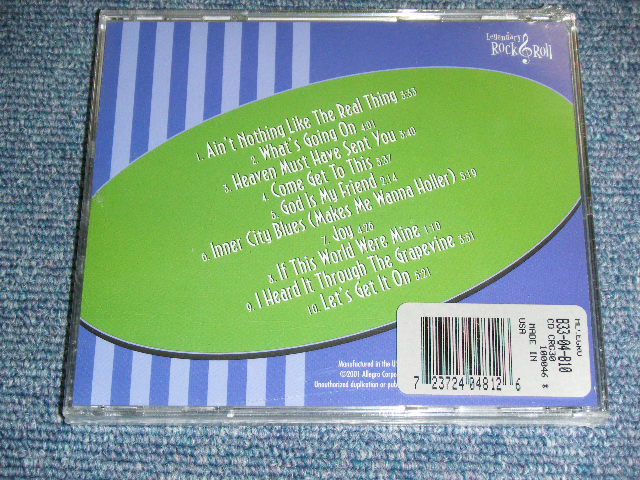 Legendary
Rock & Roll
1. Ain't Nothing Like The Real Thing 3:33
2. What's Going On 4:01
3. Heaven Must Have Sent You 3:40
4. Come Get To This 5:37
5. God Is My Friend 2:14
6. Inner City Blues (Makes Me Wanna Holler) 5:19
7. Joy 4:26
8. If This World Were Mine 1:10
9. I Heard It Through The Grapevine 3:51
10. Let's Get It On 5:21
Manufactured in the US
©2001 Allegro Corpo
Unauthorized duplication or pub
B33-04-B10
CD CRG30
100046 *
MADE IN
USA
7 23724 04812 6